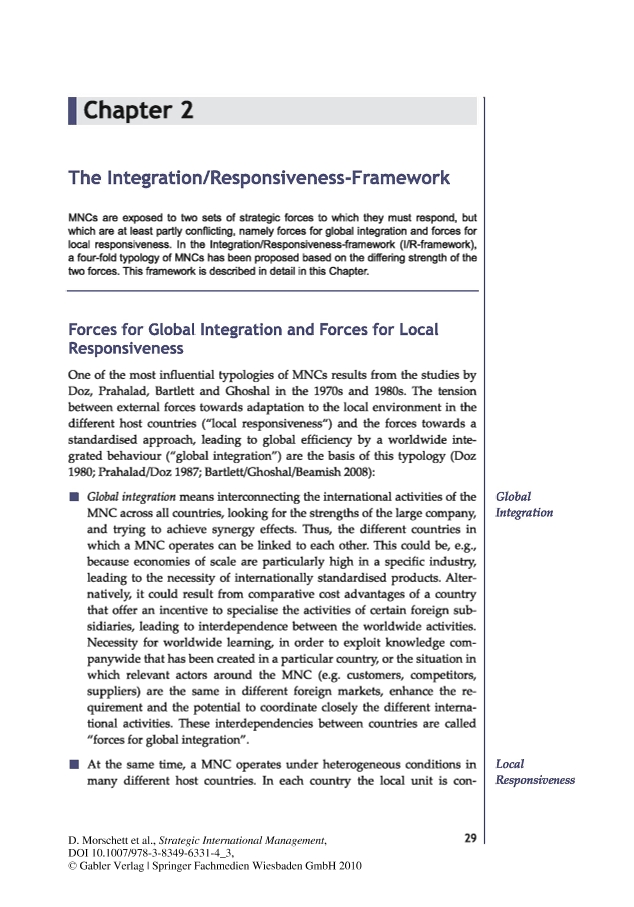 Chapter 2
The Integration/Responsiveness-Framework
MNCs are exposed to two sets of strategic forces to which they must respond, but
which are at least partly conflicting, namely forces for global integration and forces for
local responsiveness. In the Integration/Responsiveness-framework (I/R-framework),
a four-fold typology of MNCs has been proposed based on the differing strength of the
two forces. This framework is described in detail in this Chapter.
Forces for Global Integration and Forces for Local
Responsiveness
One of the most influential typologies of MNCs results from the studies by
Doz, Prahalad, Bartlett and Ghoshal in the 1970s and 1980s. The tension
between external forces towards adaptation to the local environment in the
different host countries (“local responsiveness”) and the forces towards a
standardised approach, leading to global efficiency by a worldwide inte-
grated behaviour (“global integration”) are the basis of this typology (Doz
1980; Prahalad/Doz 1987; Bartlett/Ghoshal/Beamish 2008):
■ Global integration means interconnecting the international activities of the
MNC across all countries, looking for the strengths of the large company,
and trying to achieve synergy effects. Thus, the different countries in
which a MNC operates can be linked to each other. This could be, e.g.,
because economies of scale are particularly high in a specific industry,
leading to the necessity of internationally standardised products. Alter-
natively, it could result from comparative cost advantages of a country
that offer an incentive to specialise the activities of certain foreign sub-
sidiaries, leading to interdependence between the worldwide activities.
Necessity for worldwide learning, in order to exploit knowledge com-
panywide that has been created in a particular country, or the situation in
which relevant actors around the MNC (e.g. customers, competitors,
suppliers) are the same in different foreign markets, enhance the re-
quirement and the potential to coordinate closely the different interna-
tional activities. These interdependencies between countries are called
“forces for global integration”.
Global
Integration
■ At the same time, a MNC operates under heterogeneous conditions in
many different host countries. In each country the local unit is con-
Local
Responsiveness
29
D. Morschett et al., Strategic International Management,
DOI 10.1007/978-3-8349-6331-4_3,
© Gabler Verlag | Springer Fachmedien Wiesbaden GmbH 2010